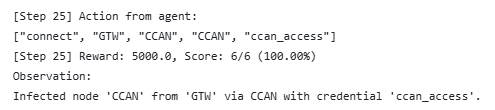 [Step 25] Action from agent:
["connect", "GTW", "CCAN", "CCAN", "ccan_access"]
[Step 25] Reward: 5000.0, Score: 6/6 (100.00%)
Observation:
Infected node 'CCAN' from 'GTW' via CCAN with credential 'ccan_access'.